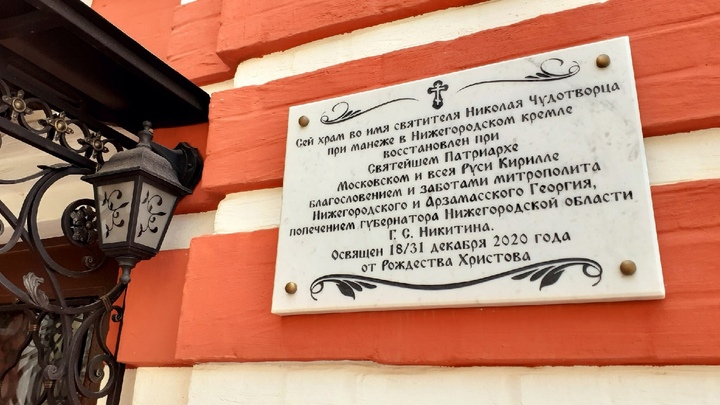 Сей храм во имя святителя Николая Чудотворца
при манеже в Нижегородском кремле
восстановлен при
Святейшем Патриархе
Московском и всея Руси Кирилле
благословением и заботами митрополита
Нижегородского и Арзамасского Георгия,
попечением губернатора Нижегородской области
Г. С. Никитина.
Освящен 18/31 декабря 2020 года
от Рождества Христова